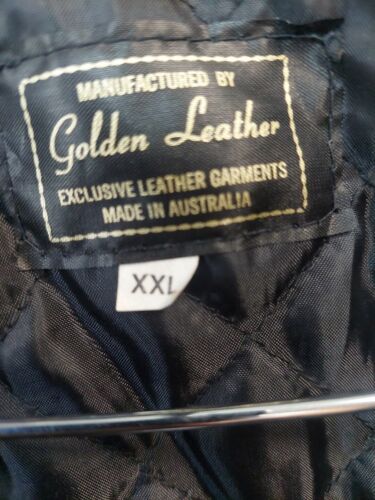 MANUFACTURED BY
Golden Leather
EXCLUSIVE LEATHER GARMENTS
MADE IN AUSTRALIA
XXL